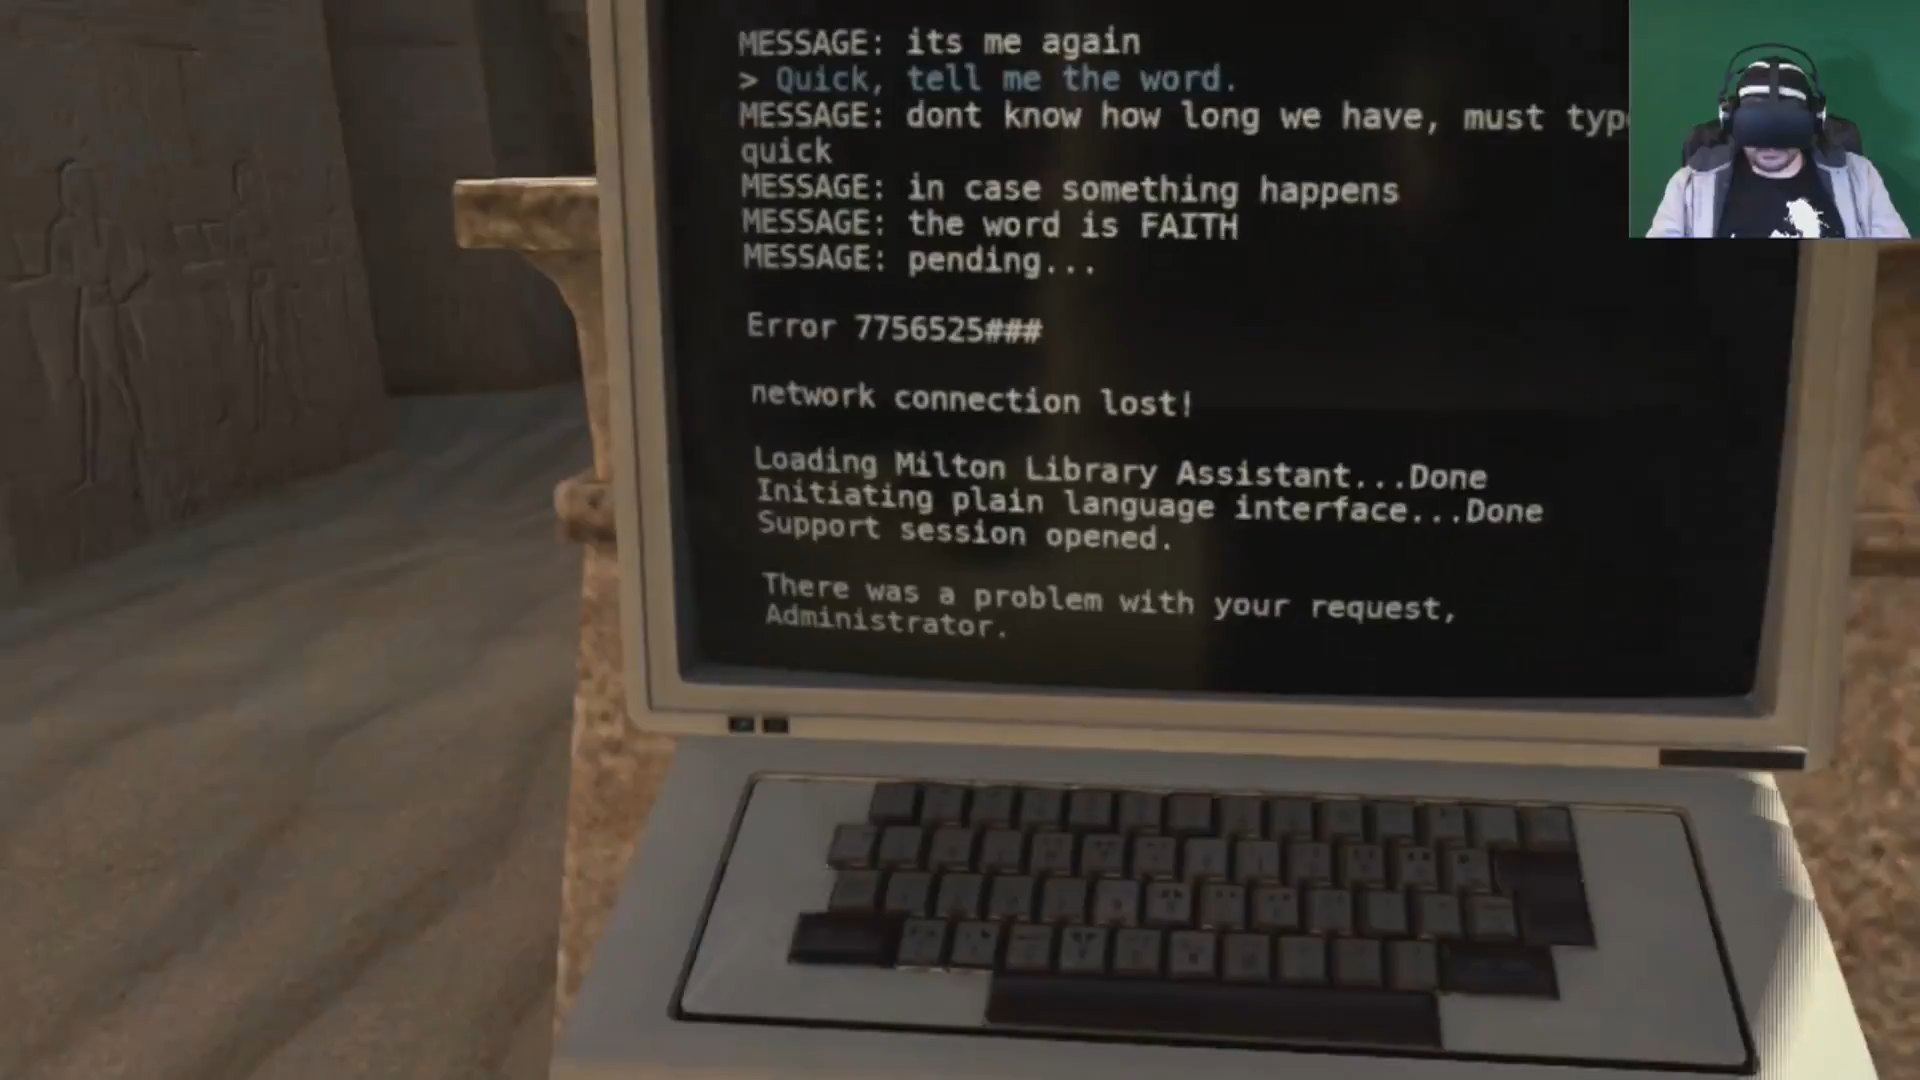 MESSAGE: its me again
> Quick, tell me the word.
MESSAGE: dont know how long we have, must type
quick
MESSAGE: in case something happens
MESSAGE: the word is FAITH
MESSAGE: pending...
Error 7756525###
network connection lost!
Loading Milton Library Assistant...Done
Initiating plain language interface...Done
Support session opened.
There was a problem with your request,
Administrator.